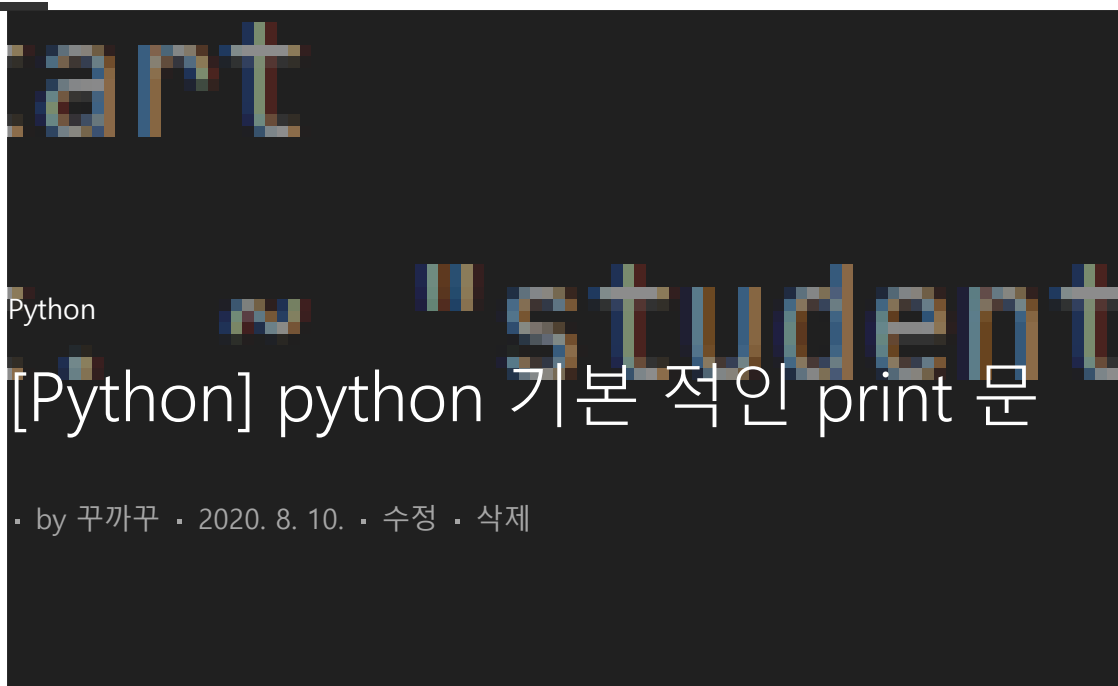 art
Python
~ "student
[Python] python 기본 적인 print 문
· by 꾸까꾸 · 2020. 8. 10. · 수정 · 삭제